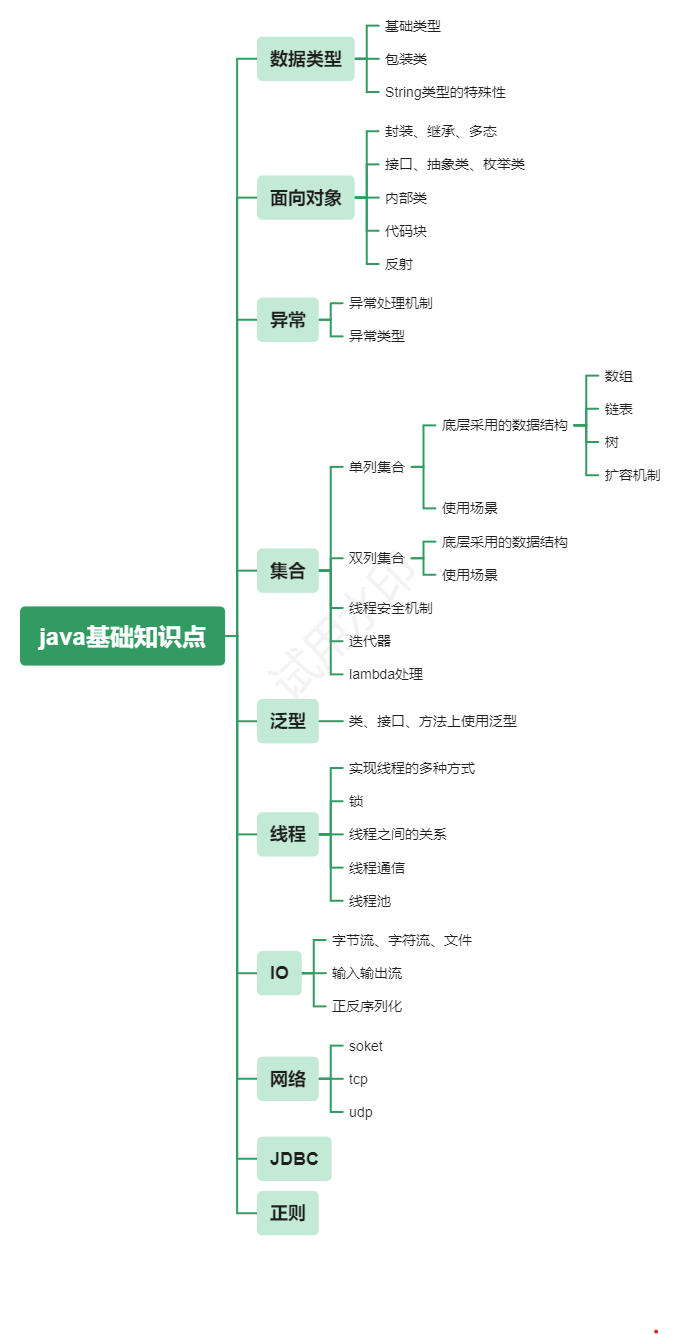 java基础知识点
数据类型
基础类型
包装类
String类型的特殊性
面向对象
封装、继承、多态
接口、抽象类、枚举类
内部类
代码块
反射
异常
异常处理机制
异常类型
集合
单列集合
底层采用的数据结构
数组
链表
树
扩容机制
使用场景
双列集合
底层采用的数据结构
使用场景
线程安全机制
迭代器
lambda处理
泛型
类、接口、方法上使用泛型
线程
实现线程的多种方式
锁
线程之间的关系
线程通信
线程池
IO
字节流、字符流、文件
输入输出流
正反序列化
网络
soket
tcp
udp
JDBC
正则
试用水印